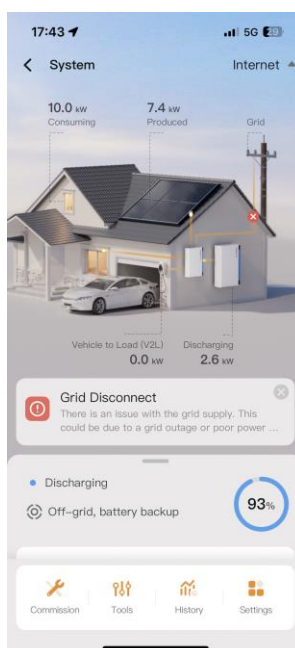 17:43
5G 29
System
Internet
10.0 kW
7.4 kW
Consuming
Produced
Grid
Vehicle to Load (V2L)
Discharging
0.0 kW
2.6 kW
Grid Disconnect
There is an issue with the grid supply. This
could be due to a grid outage or poor power ...
Discharging
Off-grid, battery backup
93%
Commission
Tools
History
Settings